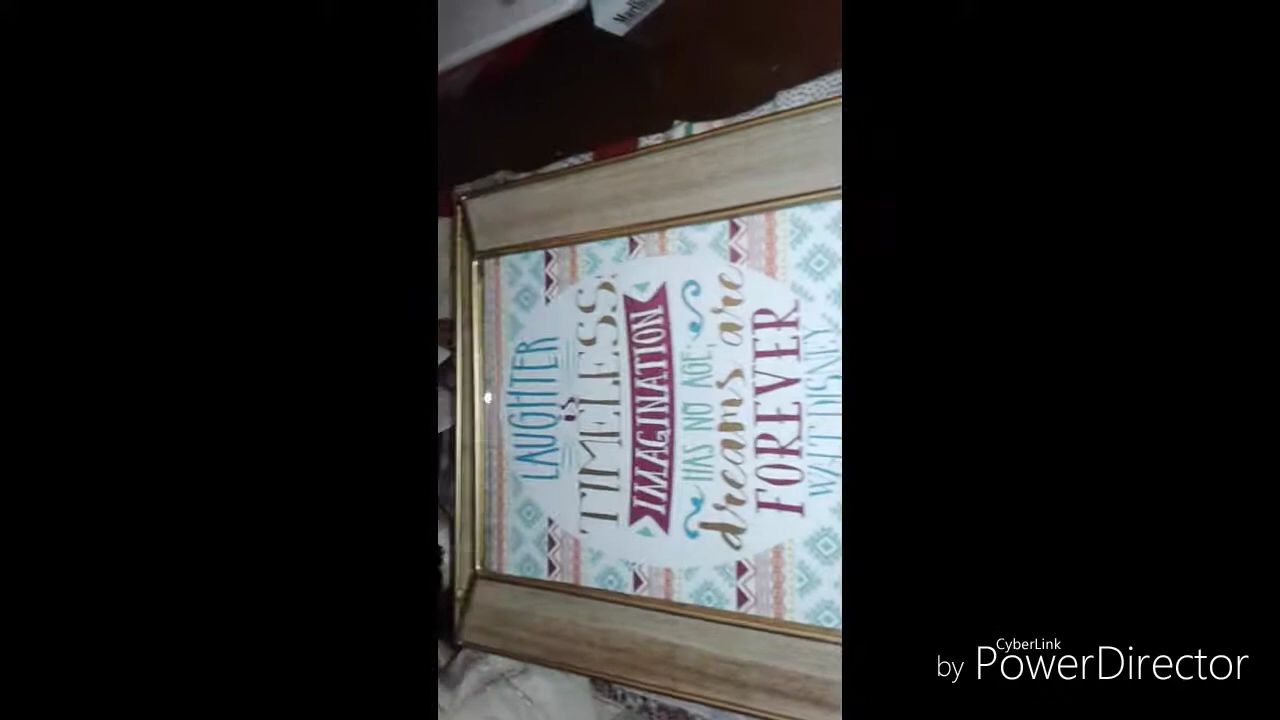 LAUGHTER
IS
TIMELESS;
IMAGINATION
HAS NO AGE;
dreams are
FOREVER
WALT DISNEY
CyberLink
by PowerDirector